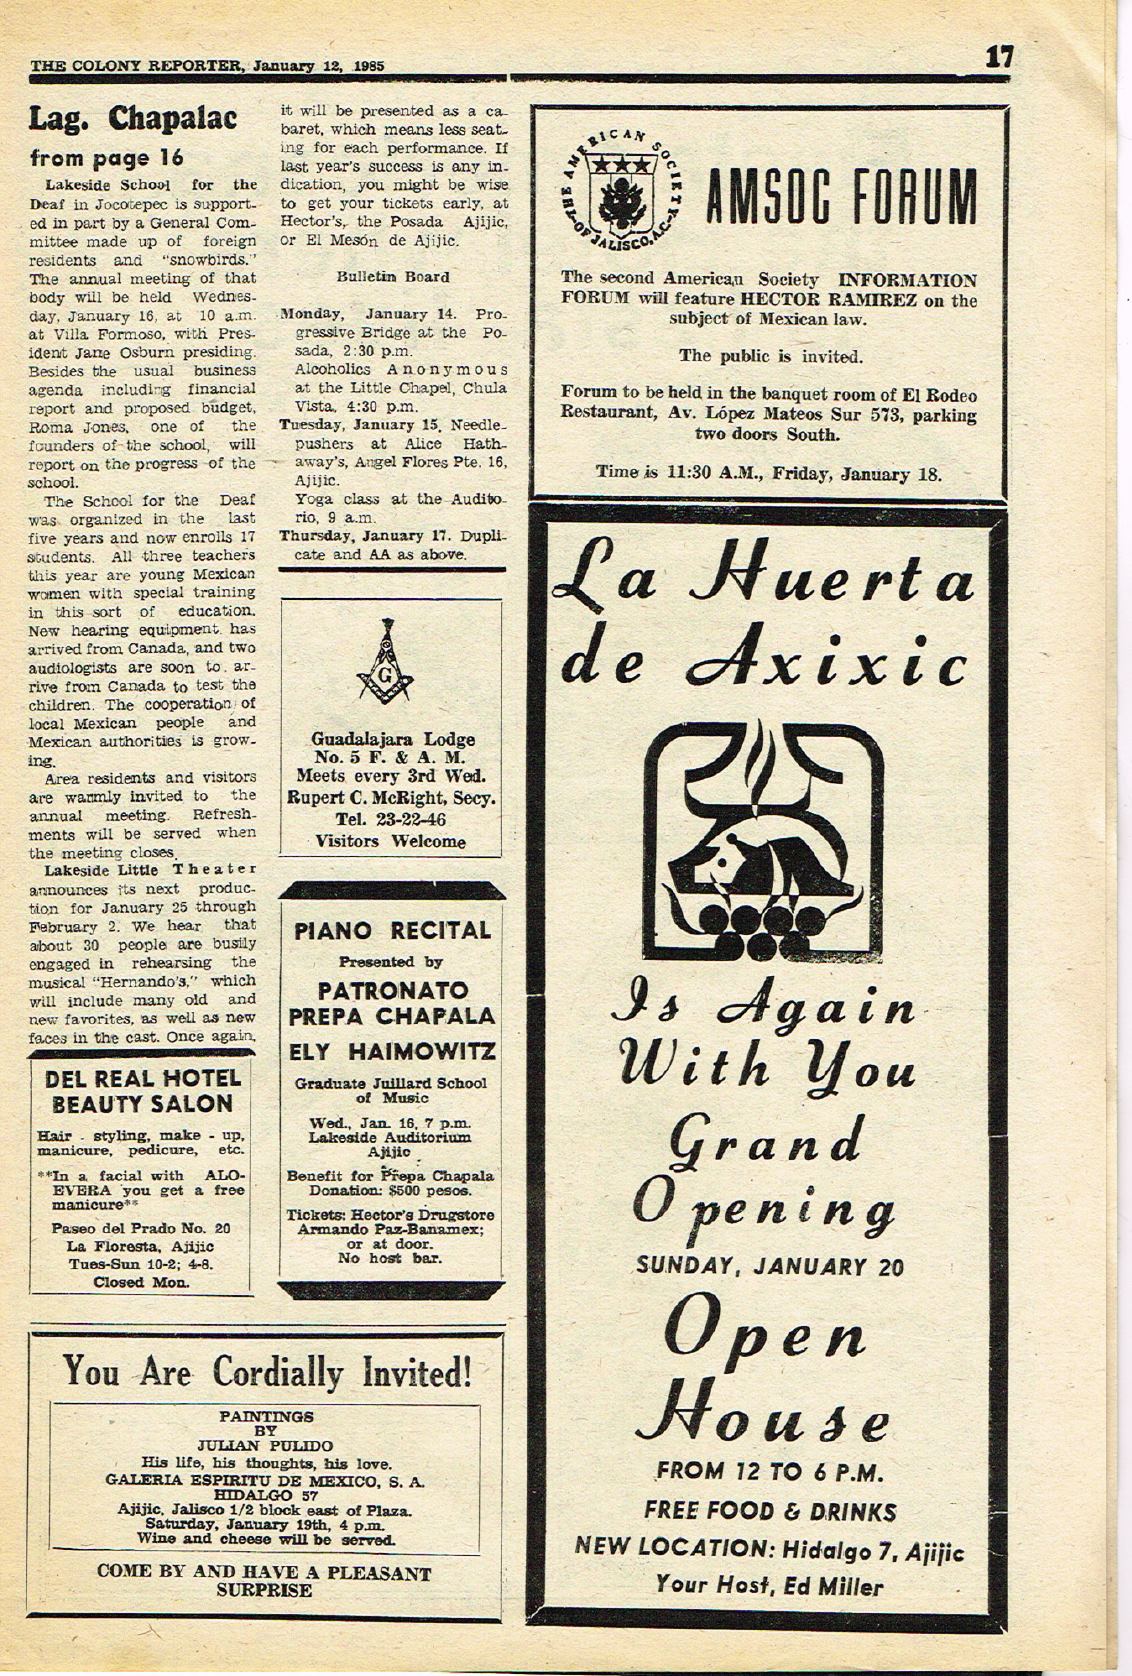 THE COLONY REPORTER, January 12, 1985
17
Lag. Chapalac
from page 16
Lakeside School for the
Deaf in Jocotepec is support-
ed in part by a General Com-
mittee made up of foreign
residents and "snowbirds."
The annual meeting of that
body will be held Wednes-
day, January 16, at 10 a.m.
at Villa Formoso, with Pres-
ident Jane Osburn presiding.
Besides the usual business
agenda including financial
report and proposed budget,
Roma Jones, one of the
founders of the school, will
report on the progress of the
school.
The School for the Deaf
was organized in the last
five years and now enrolls 17
students. All three teachers
this year are young Mexican
women with special training
in this sort of education.
New hearing equipment has
arrived from Canada, and two
audiologists are soon to ar-
rive from Canada to test the
children. The cooperation of
local Mexican people and
Mexican authorities is grow-
ing.
Area residents and visitors
are warmly invited to the
annual meeting. Refresh-
ments will be served when
the meeting closes.
Lakeside Little Theater
announces its next produc-
tion for January 25 through
February 2. We hear that
about 30 people are busily
engaged in rehearsing the
musical "Hernando's," which
will include many old and
new favorites, as well as new
faces in the cast. Once again,
it will be presented as a ca-
baret, which means less seat-
ing for each performance. If
last year's success is any in-
dication, you might be wise
to get your tickets early, at
Hector's, the Posada Ajijic,
or El Mesón de Ajijic.
Bulletin Board
Monday, January 14. Pro-
gressive Bridge at the Po-
sada, 2:30 p.m.
Alcoholics Anonymous
at the Little Chapel, Chula
Vista, 4:30 p.m.
Tuesday, January 15. Needle-
pushers at Alice Hath-
away's, Angel Flores Pte. 16,
Ajijic.
Yoga class at the Audito-
rio, 9 a.m.
Thursday, January 17. Dupli-
cate and AA as above.
G
Guadalajara Lodge
No. 5 F. & A. M.
Meets every 3rd Wed.
Rupert C. McRight, Secy.
Tel. 23-22-46
Visitors Welcome
PIANO RECITAL
Presented by
PATRONATO
PREPA CHAPALA
ELY HAIMOWITZ
Graduate Juillard School
of Music
Wed., Jan. 16, 7 p.m.
Lakeside Auditorium
Ajijic
Benefit for Prepa Chapala
Donation: $500 pesos.
Tickets: Hector's Drugstore
Armando Paz-Banamex;
or at door.
No host bar.
DEL REAL HOTEL
BEAUTY SALON
Hair - styling, make - up,
manicure, pedicure, etc.
**In a facial with ALO-
EVERA you get a free
manicure**
Paseo del Prado No. 20
La Floresta, Ajijic
Tues-Sun 10-2; 4-8.
Closed Mon.
You Are Cordially Invited!
PAINTINGS
BY
JULIAN PULIDO
His life, his thoughts, his love.
GALERIA ESPIRITU DE MEXICO, S. A.
HIDALGO 57
Ajijic, Jalisco 1/2 block east of Plaza.
Saturday, January 19th, 4 p.m.
Wine and cheese will be served.
COME BY AND HAVE A PLEASANT
SURPRISE
THE AMERICAN SOCIETY
OF JALISCO, A.C.
AMSOC FORUM
The second American Society INFORMATION
FORUM will feature HECTOR RAMIREZ on the
subject of Mexican law.
The public is invited.
Forum to be held in the banquet room of El Rodeo
Restaurant, Av. López Mateos Sur 573, parking
two doors South.
Time is 11:30 A.M., Friday, January 18.
La Huerta
de Axixic
Is Again
With You
Grand
Opening
SUNDAY, JANUARY 20
Open
House
FROM 12 TO 6 P.M.
FREE FOOD & DRINKS
NEW LOCATION: Hidalgo 7, Ajijic
Your Host, Ed Miller